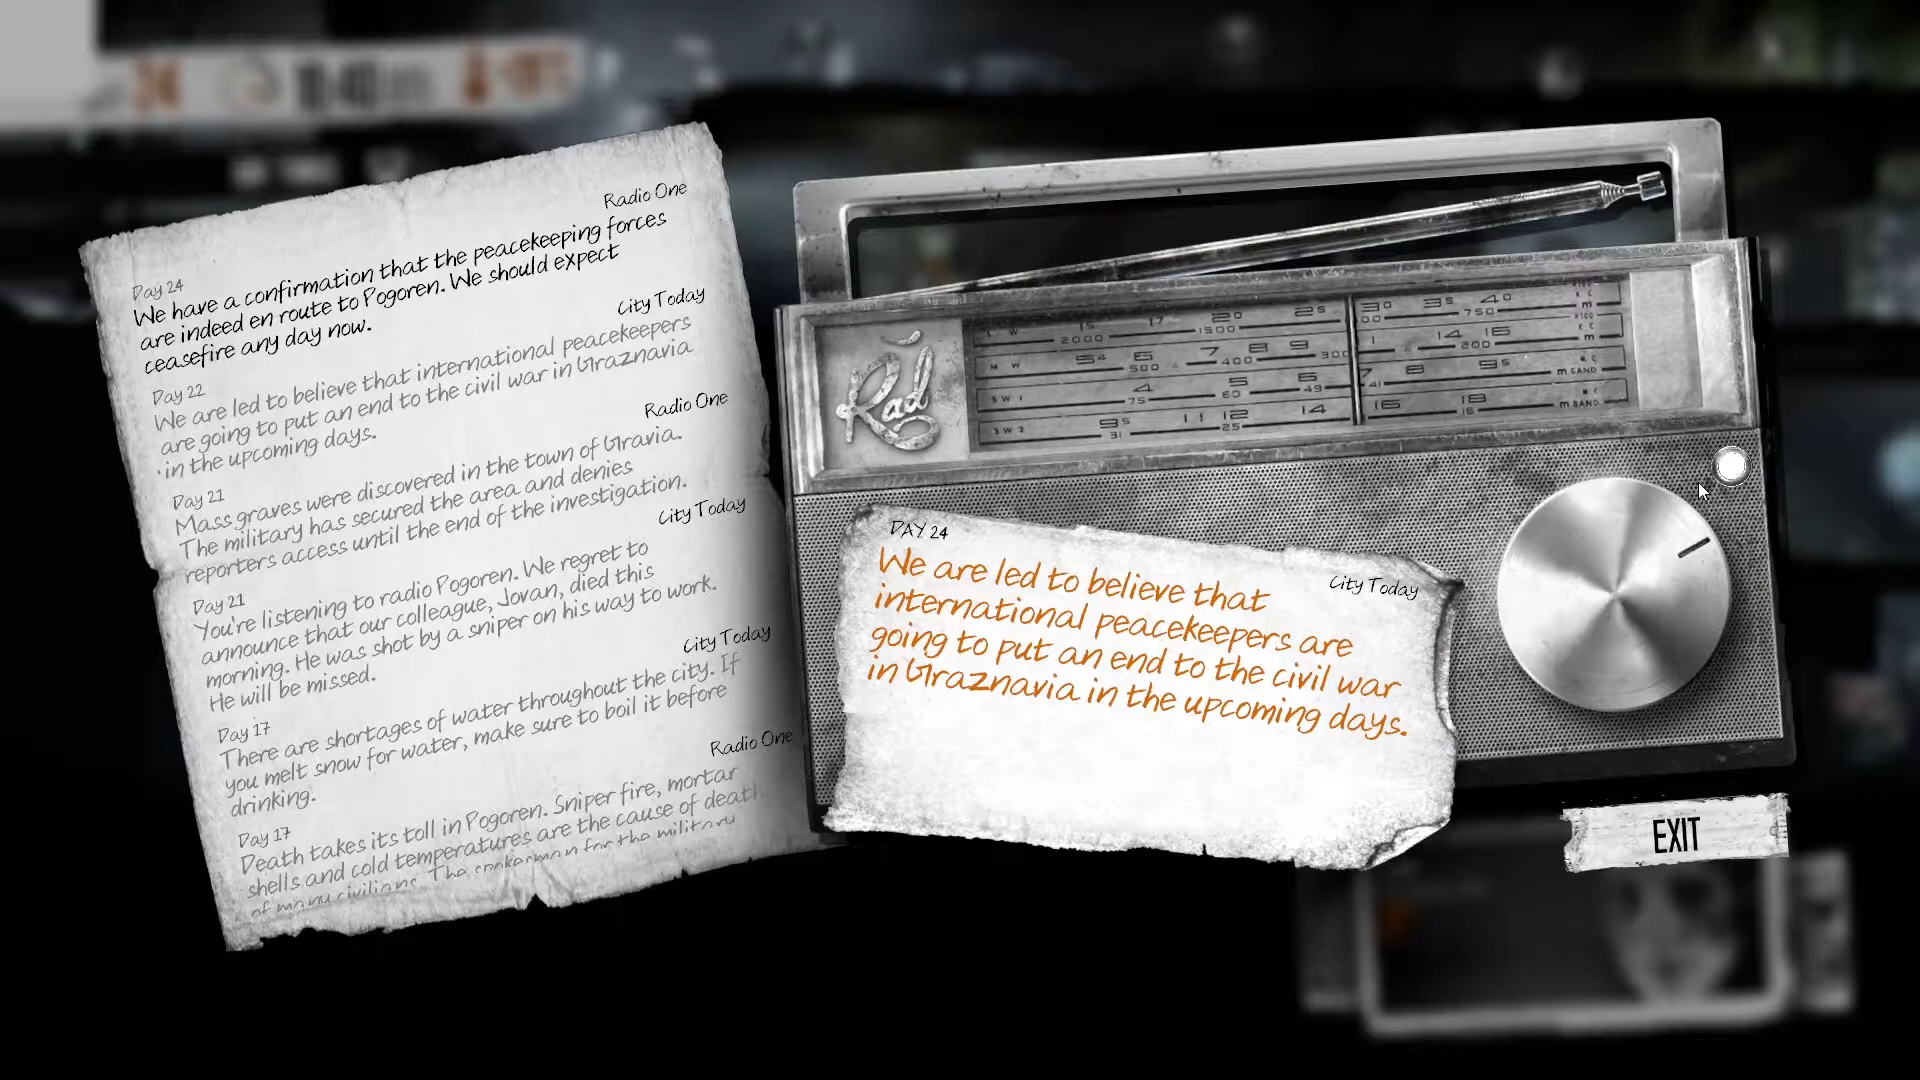 Radio One
Day 24
We have a confirmation that the peacekeeping forces
are indeed en route to Pogoren. We should expect
ceasefire any day now.
City Today
Day 22
We are led to believe that international peacekeepers
are going to put an end to the civil war in Graznavia
in the upcoming days.
Radio One
Day 21
Mass graves were discovered in the town of Gravia.
The military has secured the area and denies
reporters access until the end of the investigation.
City Today
Day 21
You're listening to radio Pogoren. We regret to
announce that our colleague, Jovan, died this
morning. He was shot by a sniper on his way to work.
He will be missed.
City Today
Day 17
There are shortages of water throughout the city. If
you melt snow for water, make sure to boil it before
drinking.
Radio One
Day 17
Death takes its toll in Pogoren. Sniper fire, mortar
shells and cold temperatures are the cause of death
of many civilians. The spokesman for the military
Rad
DAY 24
City Today
We are led to believe that
international peacekeepers are
going to put an end to the civil war
in Graznavia in the upcoming days.
EXIT